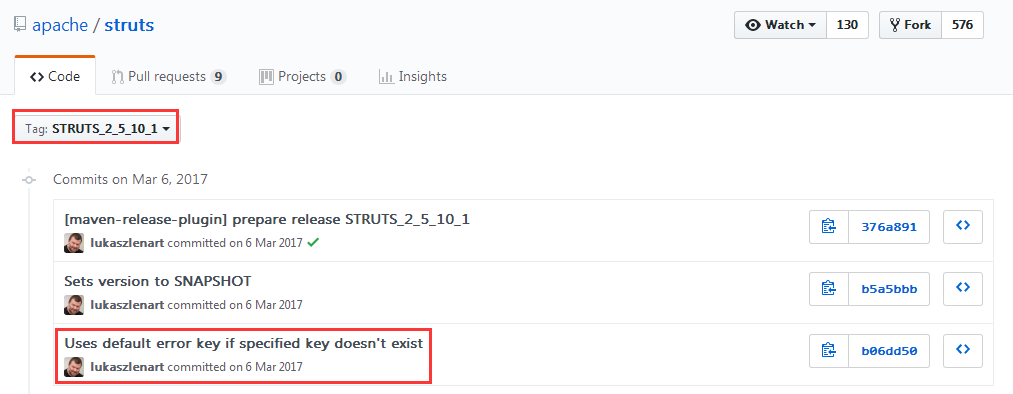 apache / struts
Watch 130 Fork 576
Code Pull requests 9 Projects 0 Insights
Tag: STRUTS_2_5_10_1
Commits on Mar 6, 2017
[maven-release-plugin] prepare release STRUTS_2_5_10_1
lukaszlenart committed on 6 Mar 2017
376a891
Sets version to SNAPSHOT
lukaszlenart committed on 6 Mar 2017
b5a5bbb
Uses default error key if specified key doesn't exist
lukaszlenart committed on 6 Mar 2017
b06dd50